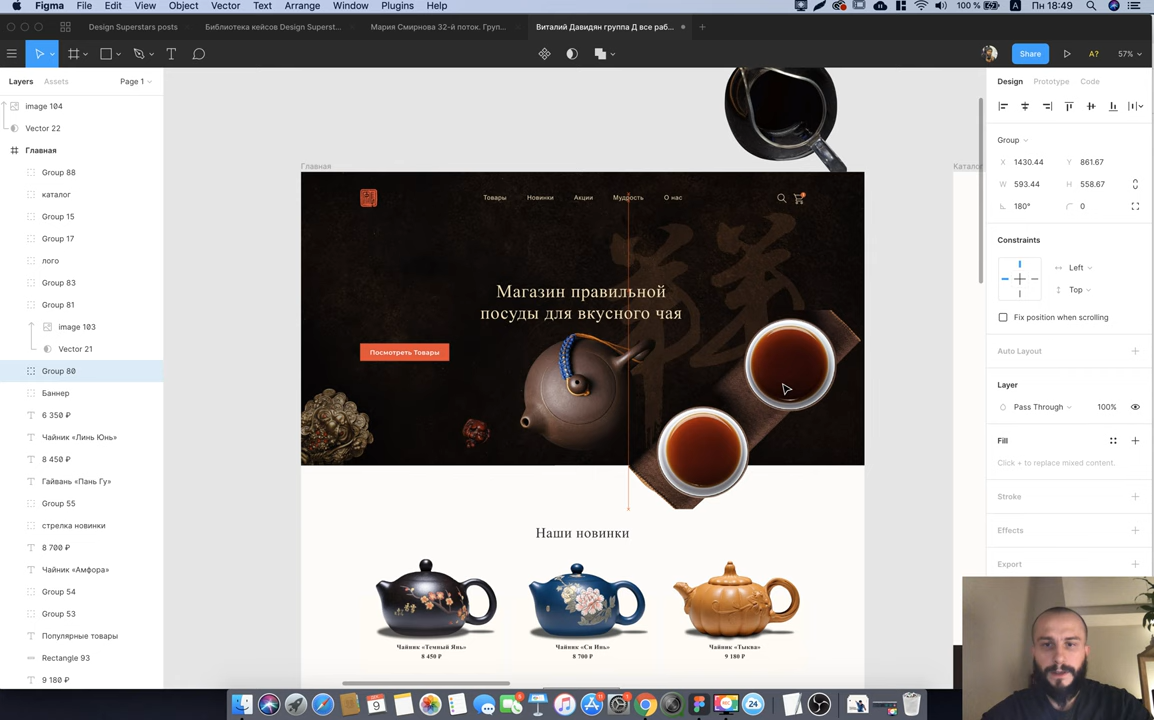 Figma File Edit View Object Vector Text Arrange Window Plugins Help
100 % Пн 18:49
Design Superstars posts
Библиотека кейсов Design Superst...
Мария Смирнова 32-й поток. Груп...
Виталий Давидян группа Д все раб...
Share
A?
57%
Layers
Assets
Page 1
image 104
Vector 22
Главная
Group 88
каталог
Group 15
Group 17
лого
Group 83
Group 81
image 103
Vector 21
Group 80
Баннер
6 350 ₽
Чайник «Линь Юнь»
8 450 ₽
Гайвань «Пань Гу»
Group 55
стрелка новинки
8 700 ₽
Чайник «Амфора»
Group 54
Group 53
Популярные товары
Rectangle 93
9 180 ₽
Главная
Каталог
Товары Новинки Акции Мудрость О нас
Магазин правильной
посуды для вкусного чая
Посмотреть Товары
Наши новинки
Чайник «Темный Янь»
8 450 ₽
Чайник «Си Инь»
8 700 ₽
Чайник «Тыква»
9 180 ₽
Design
Prototype
Code
Group
X 1430.44 Y 861.67
W 593.44 H 558.67
180° 0
Constraints
Left
Top
Fix position when scrolling
Auto Layout
Layer
Pass Through 100%
Fill
Click + to replace mixed content.
Stroke
Effects
Export